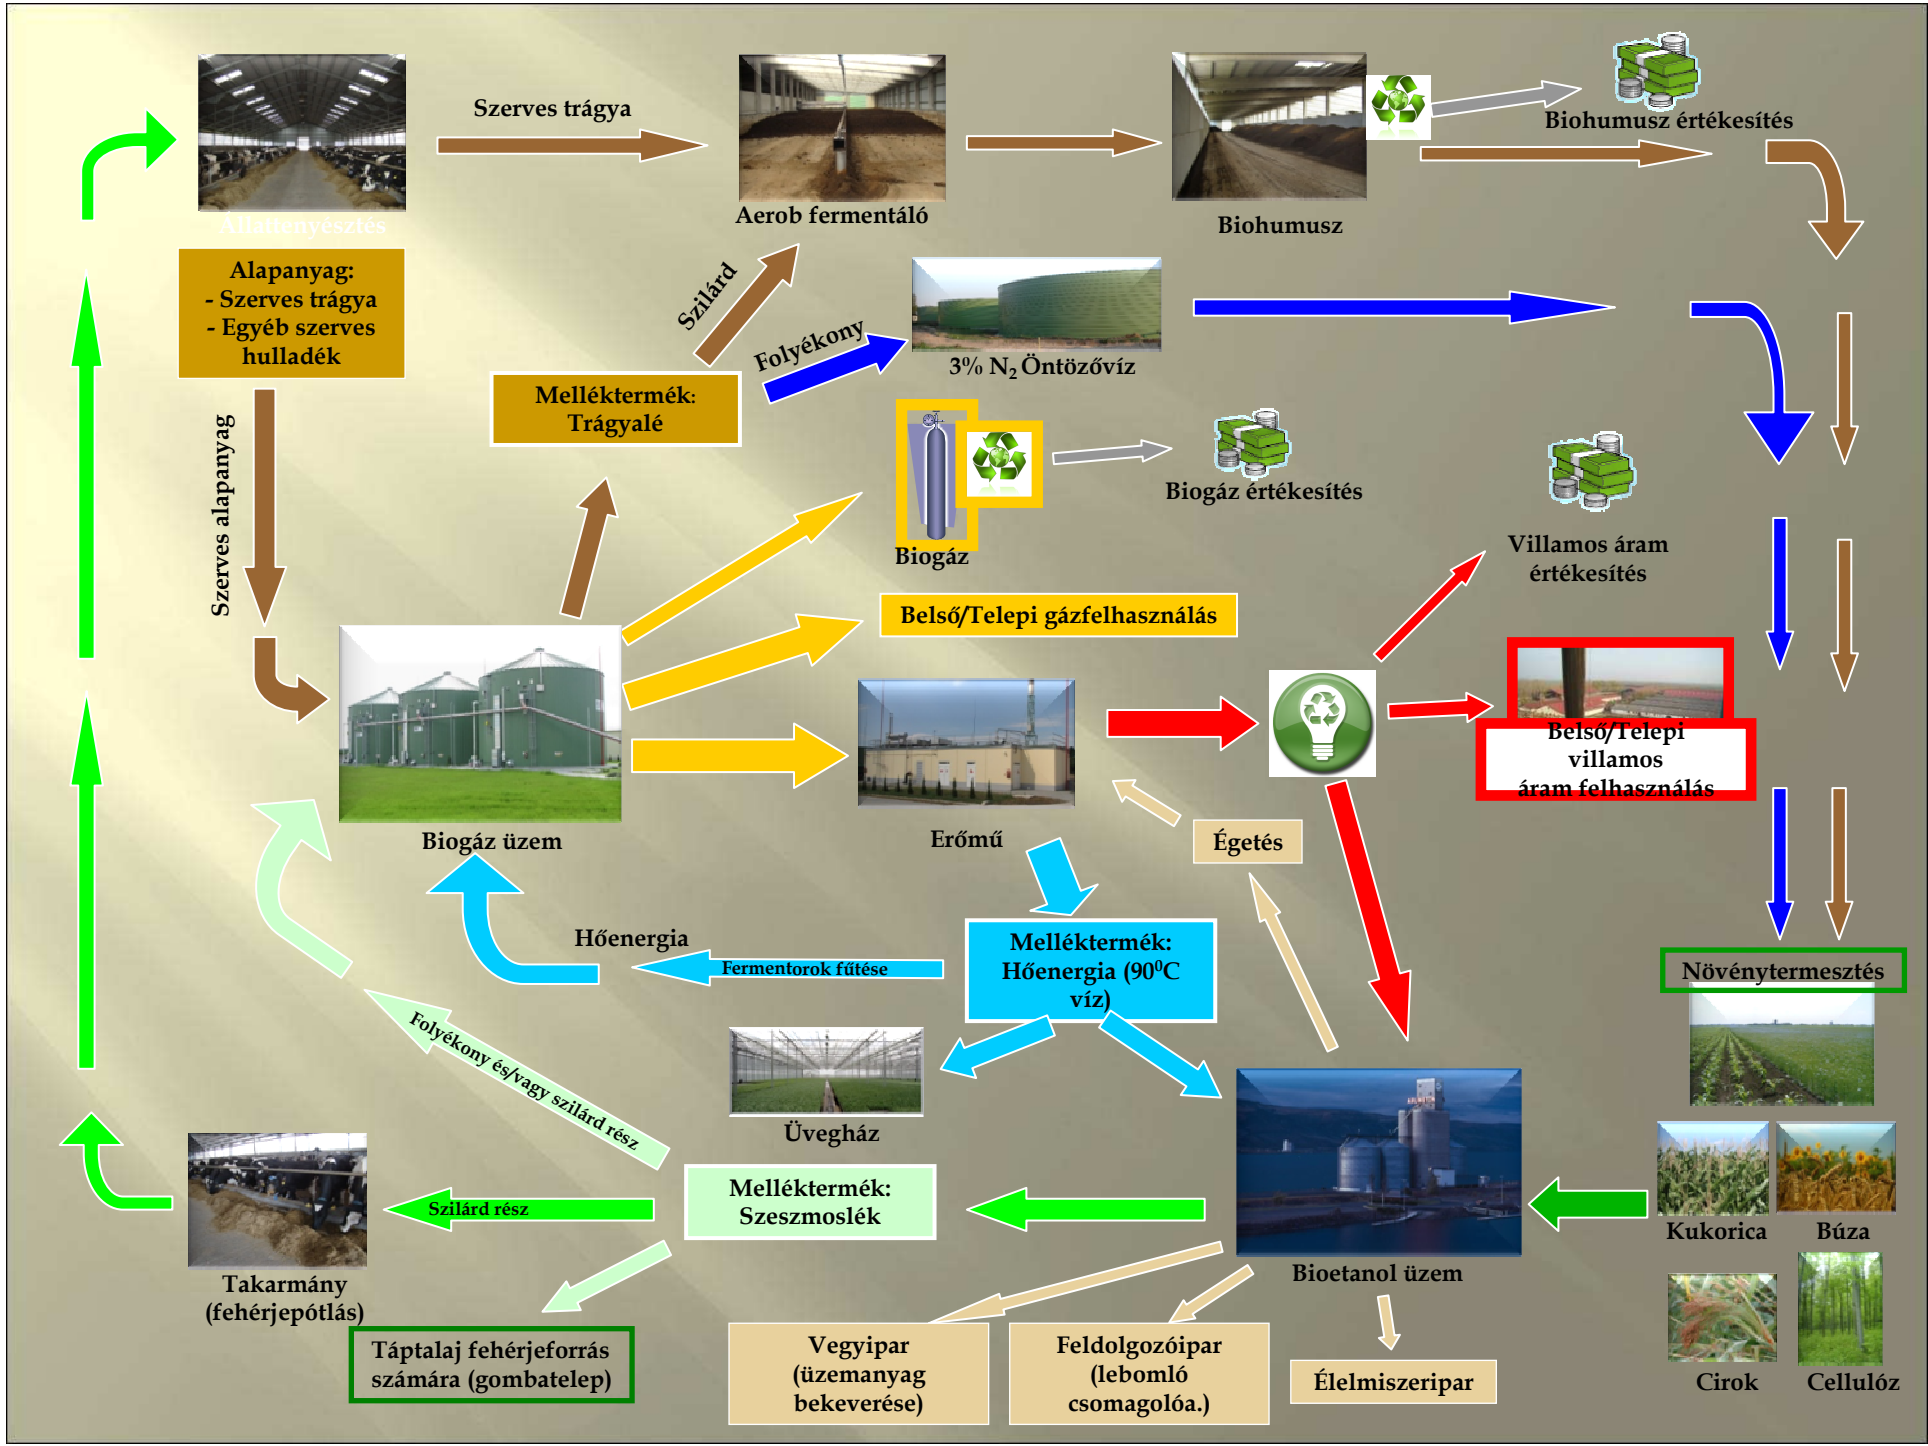 Szerves trágya
Biohumusz értékesítés
Állattenyésztés
Aerob fermentáló
Biohumusz
Alapanyag:
- Szerves trágya
- Egyéb szerves
hulladék
Szilárd
Folyékony
3% N₂ Öntözővíz
Melléktermék:
Trágyalé
Szerves alapanyag
Biogáz értékesítés
Biogáz
Villamos áram
értékesítés
Belső/Telepi gázfelhasználás
Belső/Telepi
villamos
áram felhasználás
Biogáz üzem
Erőmű
Égetés
Hőenergia
Fermentorok fűtése
Melléktermék:
Hőenergia (90⁰C
víz)
Növénytermesztés
Folyékony és/vagy szilárd rész
Üvegház
Melléktermék:
Szeszmoslék
Szilárd rész
Takarmány
(fehérjepótlás)
Kukorica
Búza
Bioetanol üzem
Táptalaj fehérjeforrás
számára (gombatelep)
Vegyipar
(üzemanyag
bekeverése)
Feldolgozóipar
(lebomló
csomagolóa.)
Élelmiszeripar
Cirok
Cellulóz